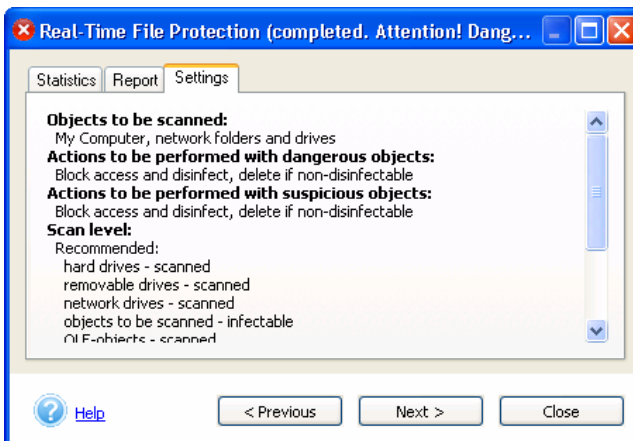 Real-Time File Protection (completed. Attention! Dang...
Statistics Report Settings
Objects to be scanned:
My Computer, network folders and drives
Actions to be performed with dangerous objects:
Block access and disinfect, delete if non-disinfectable
Actions to be performed with suspicious objects:
Block access and disinfect, delete if non-disinfectable
Scan level:
Recommended:
hard drives - scanned
removable drives - scanned
network drives - scanned
objects to be scanned - infectable
OLE-objects - scanned
Help < Previous Next > Close